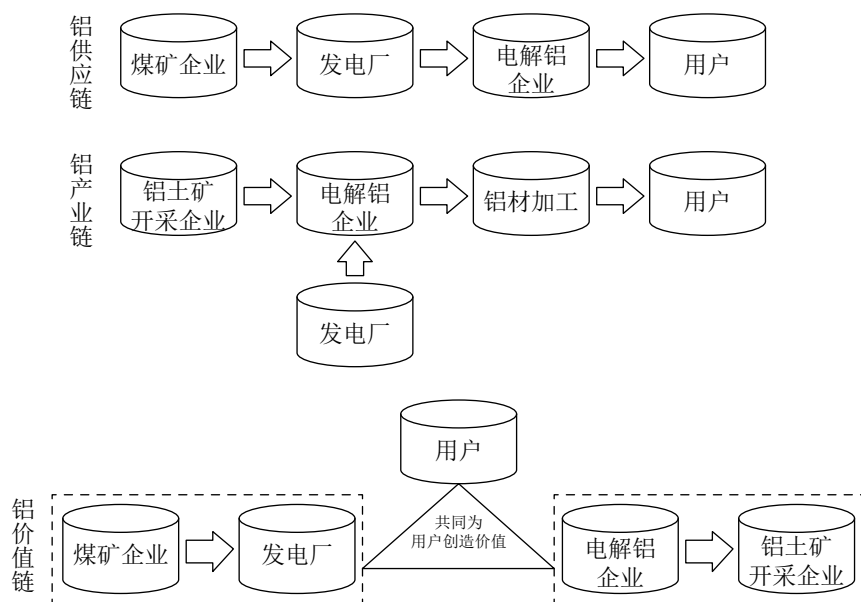 铝供应链
煤矿企业
发电厂
电解铝
企业
用户
铝产业链
铝土矿
开采企业
电解铝
企业
铝材加工
用户
发电厂
用户
铝价值链
煤矿企业
发电厂
共同为
用户创造价值
电解铝
企业
铝土矿
开采企业